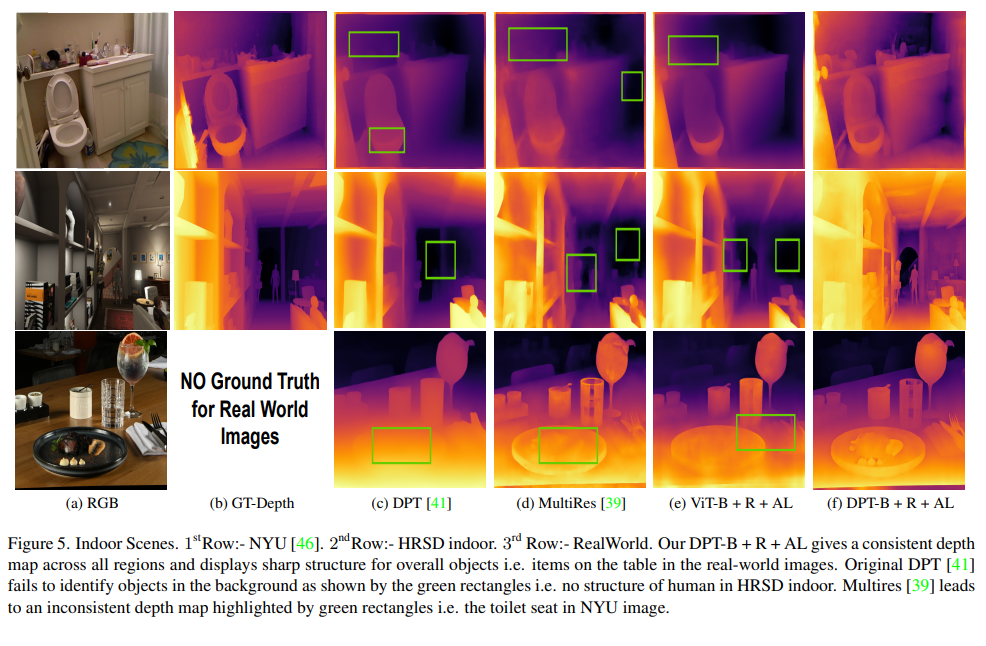 NO Ground Truth
for Real World
Images
(a) RGB
(b) GT-Depth
(c) DPT [41]
(d) MultiRes [39]
(e) ViT-B + R + AL
(f) DPT-B + R + AL
Figure 5. Indoor Scenes. 1stRow:- NYU [46]. 2ndRow:- HRSD indoor. 3rd Row:- RealWorld. Our DPT-B + R + AL gives a consistent depth
map across all regions and displays sharp structure for overall objects i.e. items on the table in the real-world images. Original DPT [41]
fails to identify objects in the background as shown by the green rectangles i.e. no structure of human in HRSD indoor. Multires [39] leads
to an inconsistent depth map highlighted by green rectangles i.e. the toilet seat in NYU image.